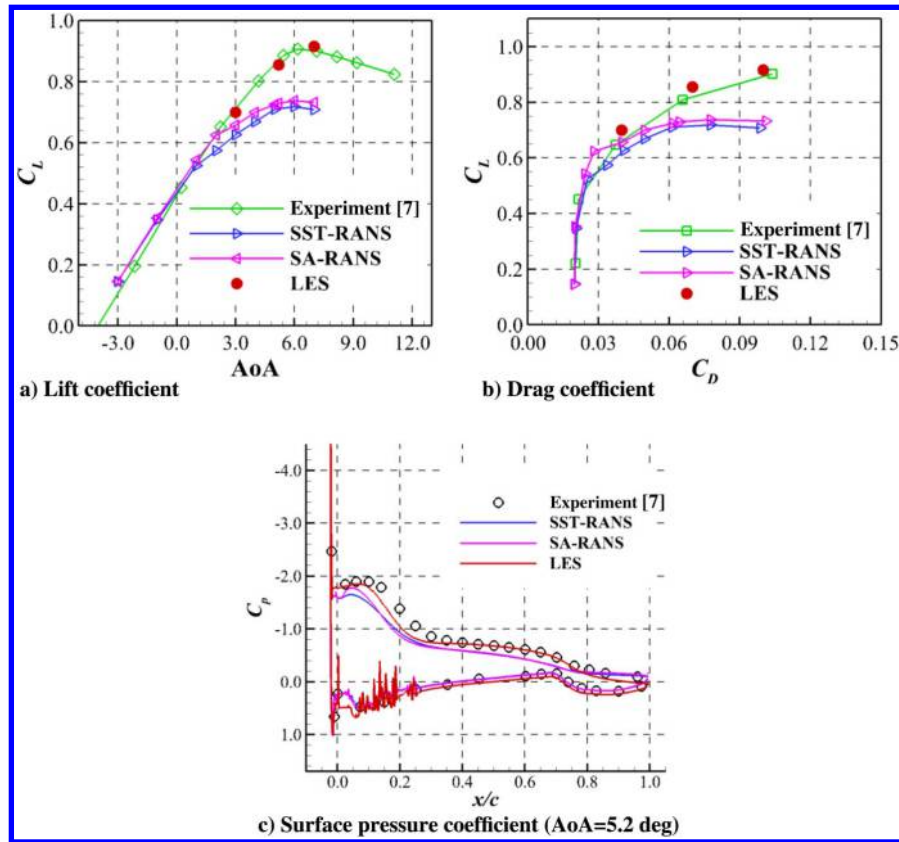 C_L
1.0
0.8
0.6
0.4
0.2
0.0
Experiment [7]
SST-RANS
SA-RANS
LES
-3.0 0.0 3.0 6.0 9.0 12.0
AoA
a) Lift coefficient
C_L
1.0
0.8
0.6
0.4
0.2
0.0
Experiment [7]
SST-RANS
SA-RANS
LES
0.00 0.03 0.06 0.09 0.12 0.15
C_D
b) Drag coefficient
C_p
-4.0
-3.0
-2.0
-1.0
0.0
1.0
Experiment [7]
SST-RANS
SA-RANS
LES
0.0 0.2 0.4 0.6 0.8 1.0
x/c
c) Surface pressure coefficient (AoA=5.2 deg)